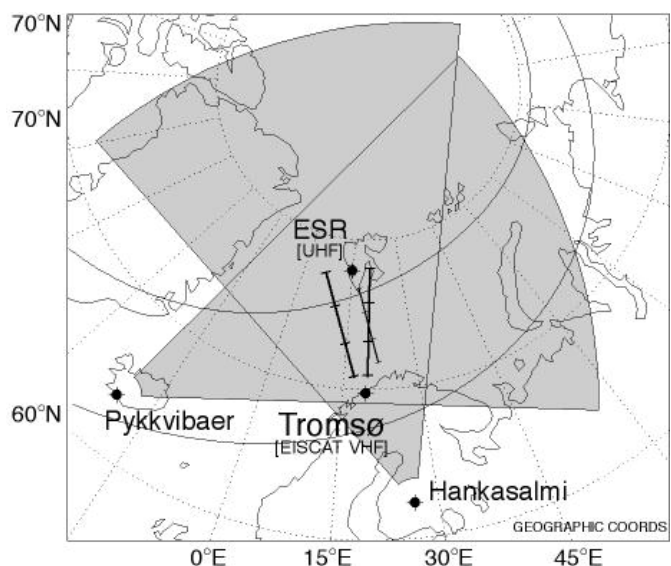 70°N
70°N
ESR
[UHF]
60°N
Pykkvibaer
Tromsø
[EISCAT VHF]
Hankasalmi
GEOGRAPHIC COORDS
0°E 15°E 30°E 45°E